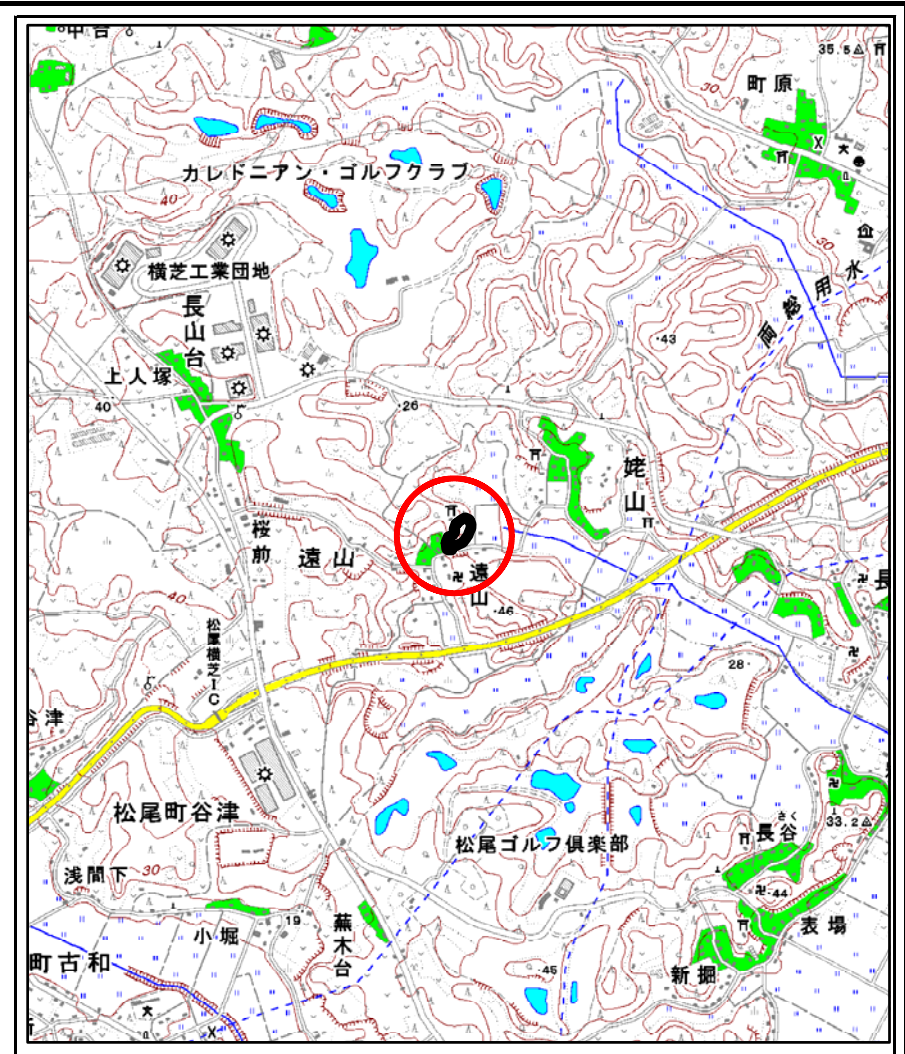 中台
35.5
町原
30
カレドニアン・ゴルフクラブ
40
30
横芝工業団地
両総用水
長山台
43
上人塚
40
26
姥山
桜前
遠山
遠山
46
40
松尾横芝IC
28
谷津
松尾町谷津
さく
長谷
33.2
松尾ゴルフ倶楽部
浅間下
30
44
19
小堀
蕪木台
表場
町古和
45
新掘